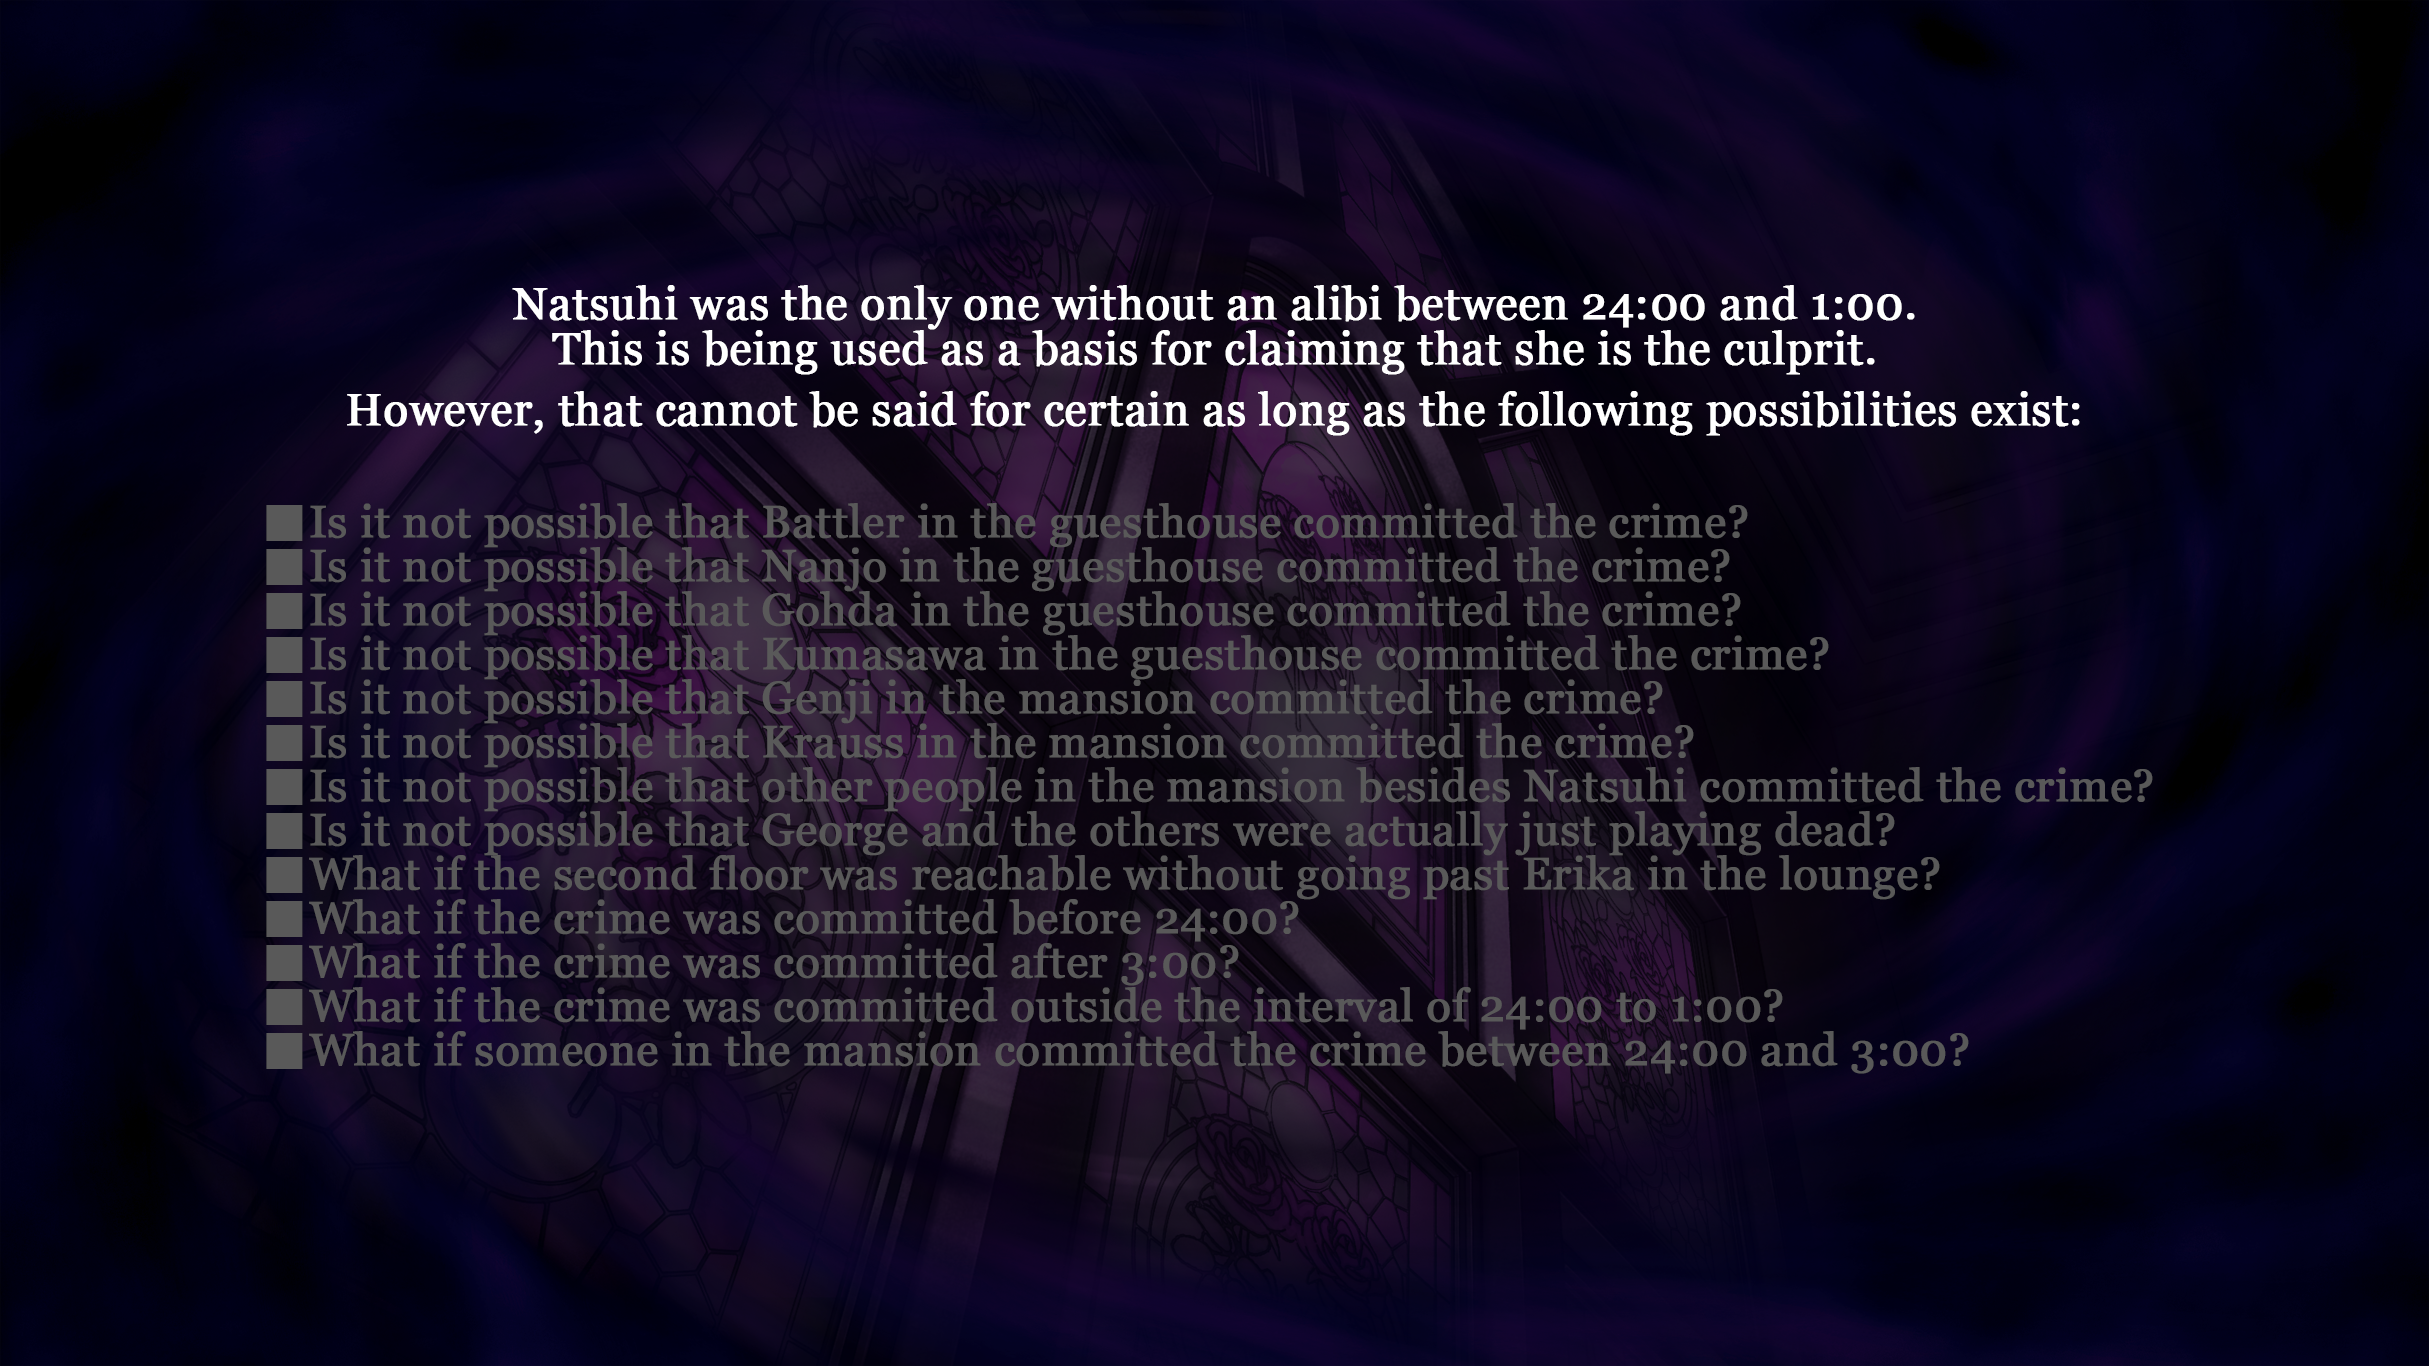 Natsuhi was the only one without an alibi between 24:00 and 1:00.
This is being used as a basis for claiming that she is the culprit.
However, that cannot be said for certain as long as the following possibilities exist:
■Is it not possible that Battler in the guesthouse committed the crime?
■Is it not possible that Nanjo in the guesthouse committed the crime?
■Is it not possible that Gohda in the guesthouse committed the crime?
■Is it not possible that Kumasawa in the guesthouse committed the crime?
■Is it not possible that Genji in the mansion committed the crime?
■Is it not possible that Krauss in the mansion committed the crime?
■Is it not possible that other people in the mansion besides Natsuhi committed the crime?
■Is it not possible that George and the others were actually just playing dead?
■What if the second floor was reachable without going past Erika in the lounge?
■What if the crime was committed before 24:00?
■What if the crime was committed after 3:00?
■What if the crime was committed outside the interval of 24:00 to 1:00?
■What if someone in the mansion committed the crime between 24:00 and 3:00?